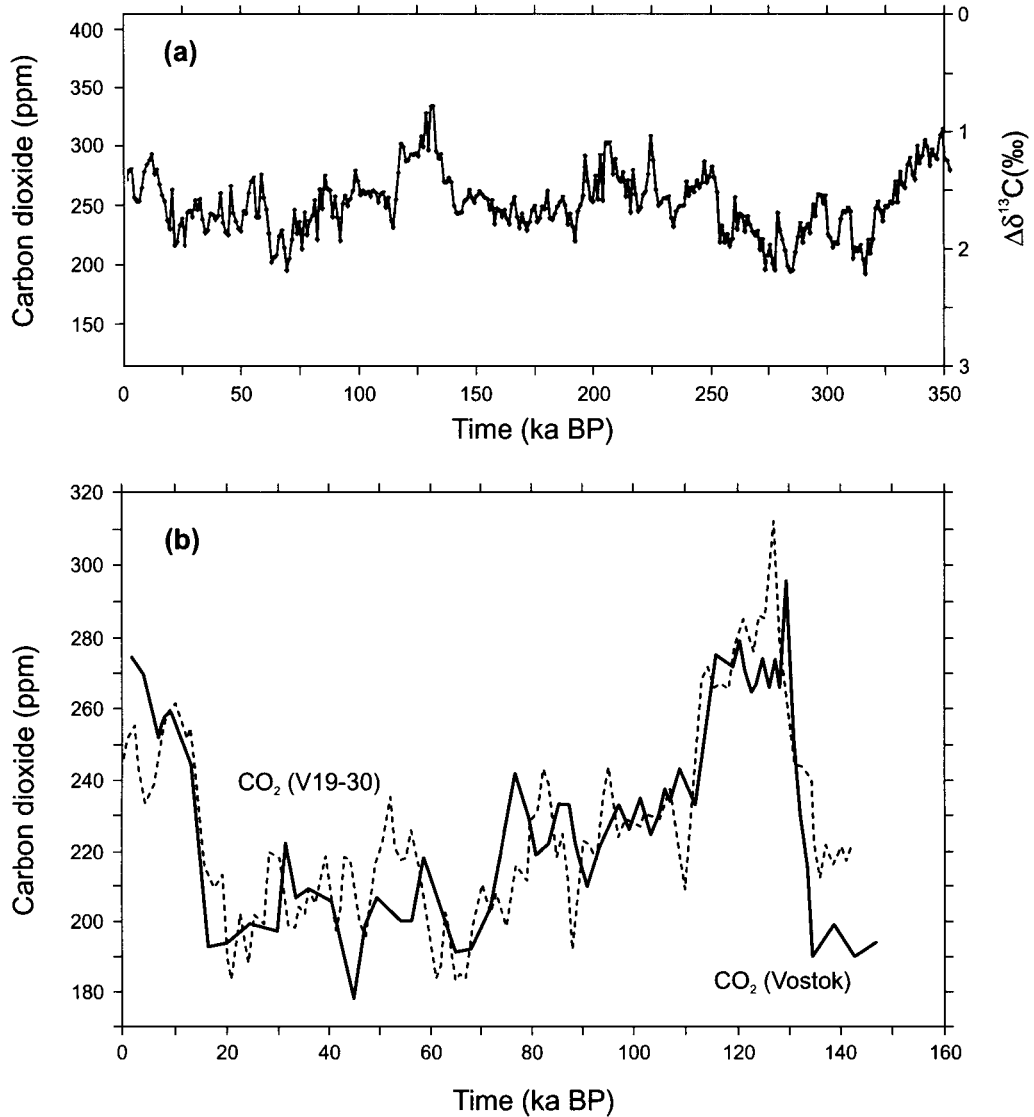 (a)
Carbon dioxide (ppm)
400
350
300
250
200
150
0
1
2
3
Δδ¹³C(‰)
0 50 100 150 200 250 300 350
Time (ka BP)
(b)
Carbon dioxide (ppm)
320
300
280
260
240
220
200
180
CO₂ (V19-30)
CO₂ (Vostok)
0 20 40 60 80 100 120 140 160
Time (ka BP)